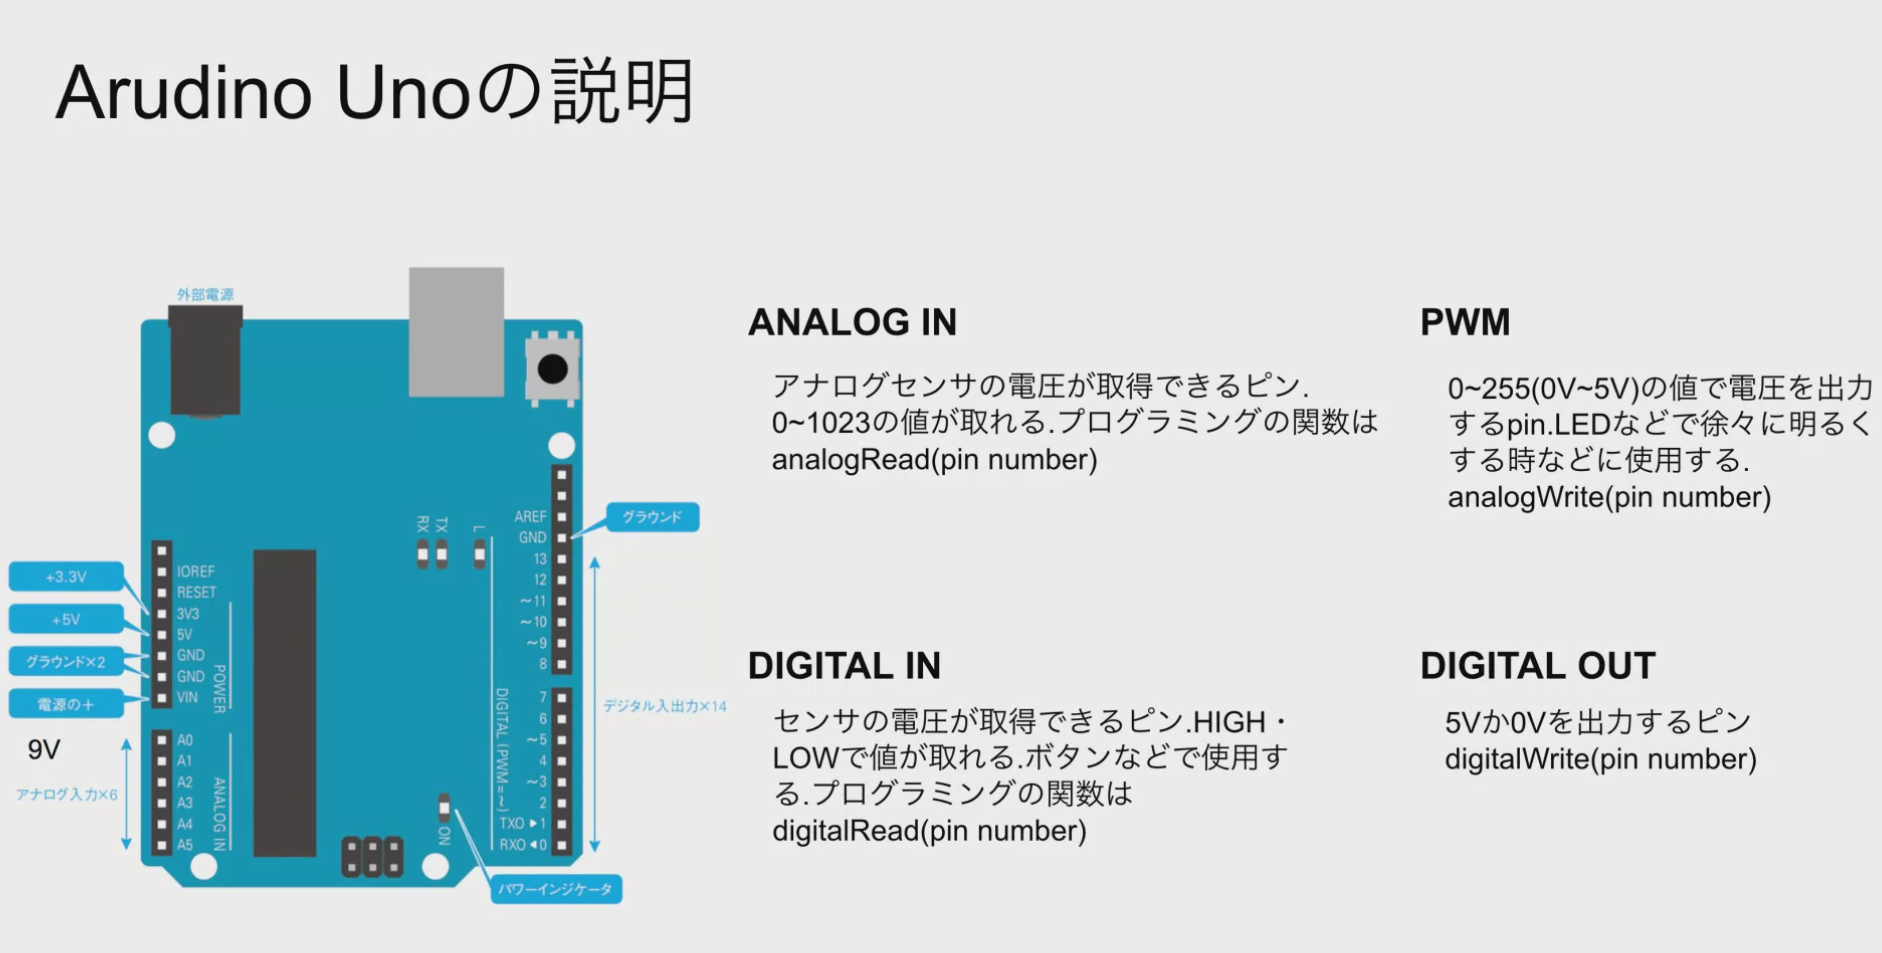 Arudino Unoの説明
外部電源
+3.3V
+5V
グラウンド×2
電源の+
9V
アナログ入力×6
IOREF
RESET
3V3
5V
GND
GND
VIN
POWER
A0
A1
A2
A3
A4
A5
ANALOG IN
RX
TX
L
AREF
GND
13
12
~11
~10
~9
8
7
6
~5
4
~3
2
TXO▶1
RXO◀0
DIGITAL (PWM=~)
ON
グラウンド
デジタル入出力×14
パワーインジケータ
ANALOG IN
アナログセンサの電圧が取得できるピン.
0~1023の値が取れる.プログラミングの関数は
analogRead(pin number)
PWM
0~255(0V~5V)の値で電圧を出力
するpin.LEDなどで徐々に明るく
する時などに使用する.
analogWrite(pin number)
DIGITAL IN
センサの電圧が取得できるピン.HIGH・
LOWで値が取れる.ボタンなどで使用す
る.プログラミングの関数は
digitalRead(pin number)
DIGITAL OUT
5Vか0Vを出力するピン
digitalWrite(pin number)